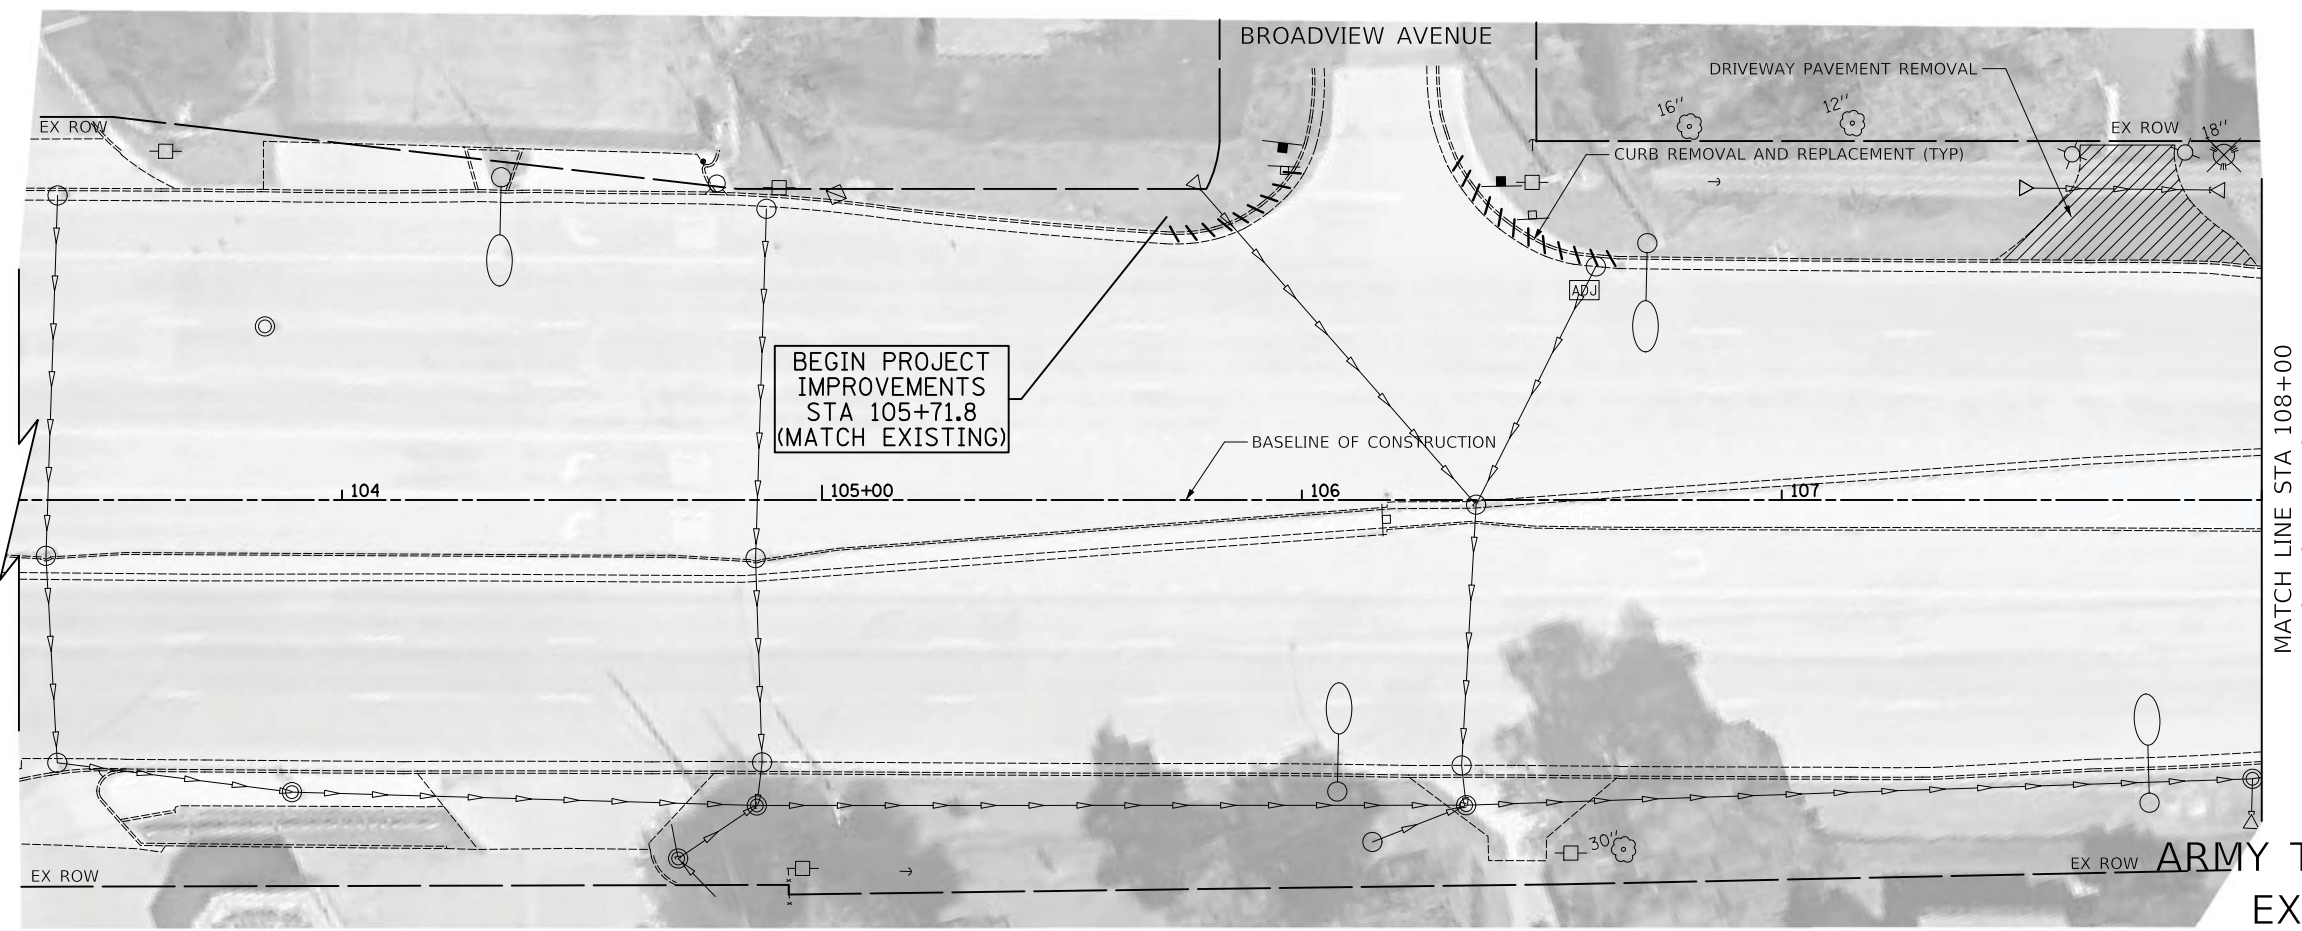 BROADVIEW AVENUE
DRIVEWAY PAVEMENT REMOVAL
16"
12"
EX ROW
EX ROW
18"
CURB REMOVAL AND REPLACEMENT (TYP)
ADJ
BEGIN PROJECT
IMPROVEMENTS
STA 105+71.8
(MATCH EXISTING)
BASELINE OF CONSTRUCTION
104
105+00
106
107
MATCH LINE STA 108+00
30"
EX ROW
EX ROW
ARMY T
EX